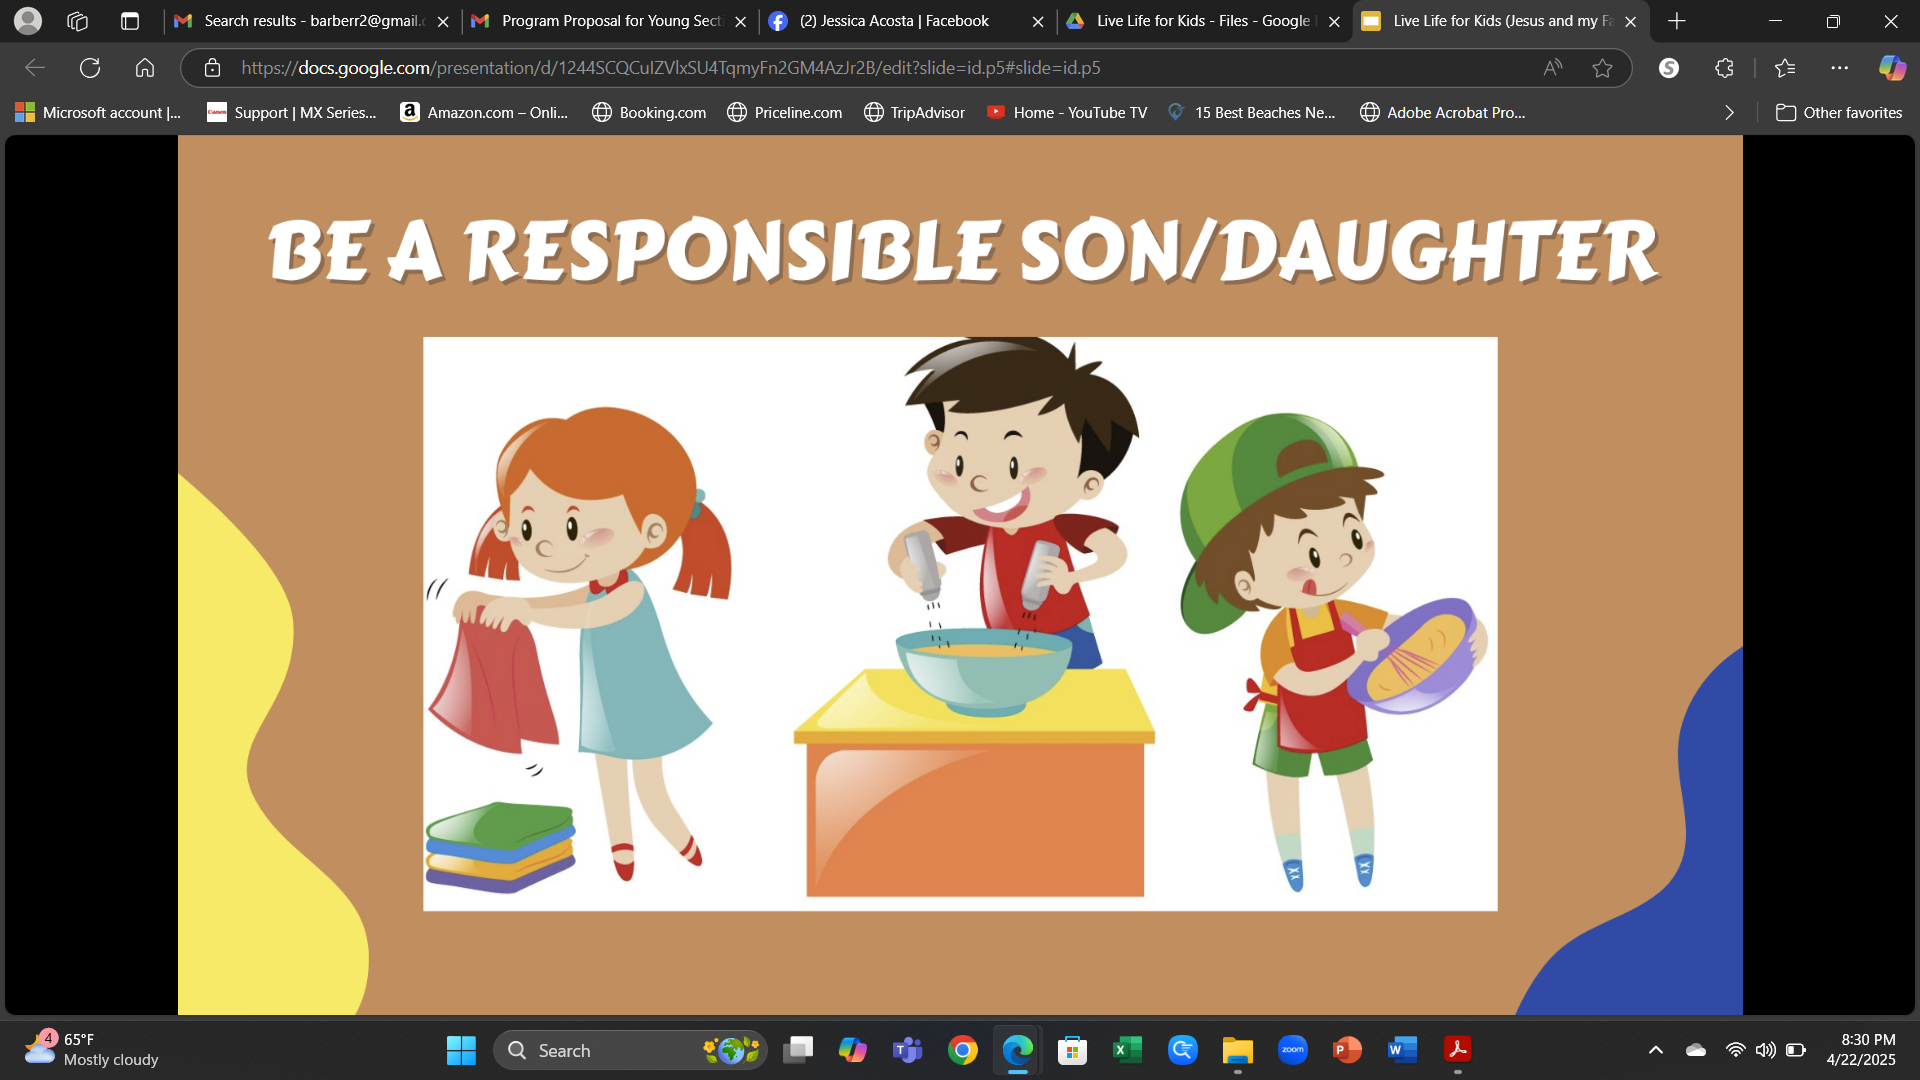 Search results - barberr2@gmail.c
Program Proposal for Young Secti
(2) Jessica Acosta | Facebook
Live Life for Kids - Files - Google
Live Life for Kids (Jesus and my Fa
https://docs.google.com/presentation/d/1244SCQCuIZVlxSU4TqmyFn2GM4AzJr2B/edit?slide=id.p5#slide=id.p5
Microsoft account |...
Support | MX Series...
Amazon.com – Onli...
Booking.com
Priceline.com
TripAdvisor
Home - YouTube TV
15 Best Beaches Ne...
Adobe Acrobat Pro...
Other favorites
BE A RESPONSIBLE SON/DAUGHTER
4
65°F
Mostly cloudy
Search
zoom
8:30 PM
4/22/2025